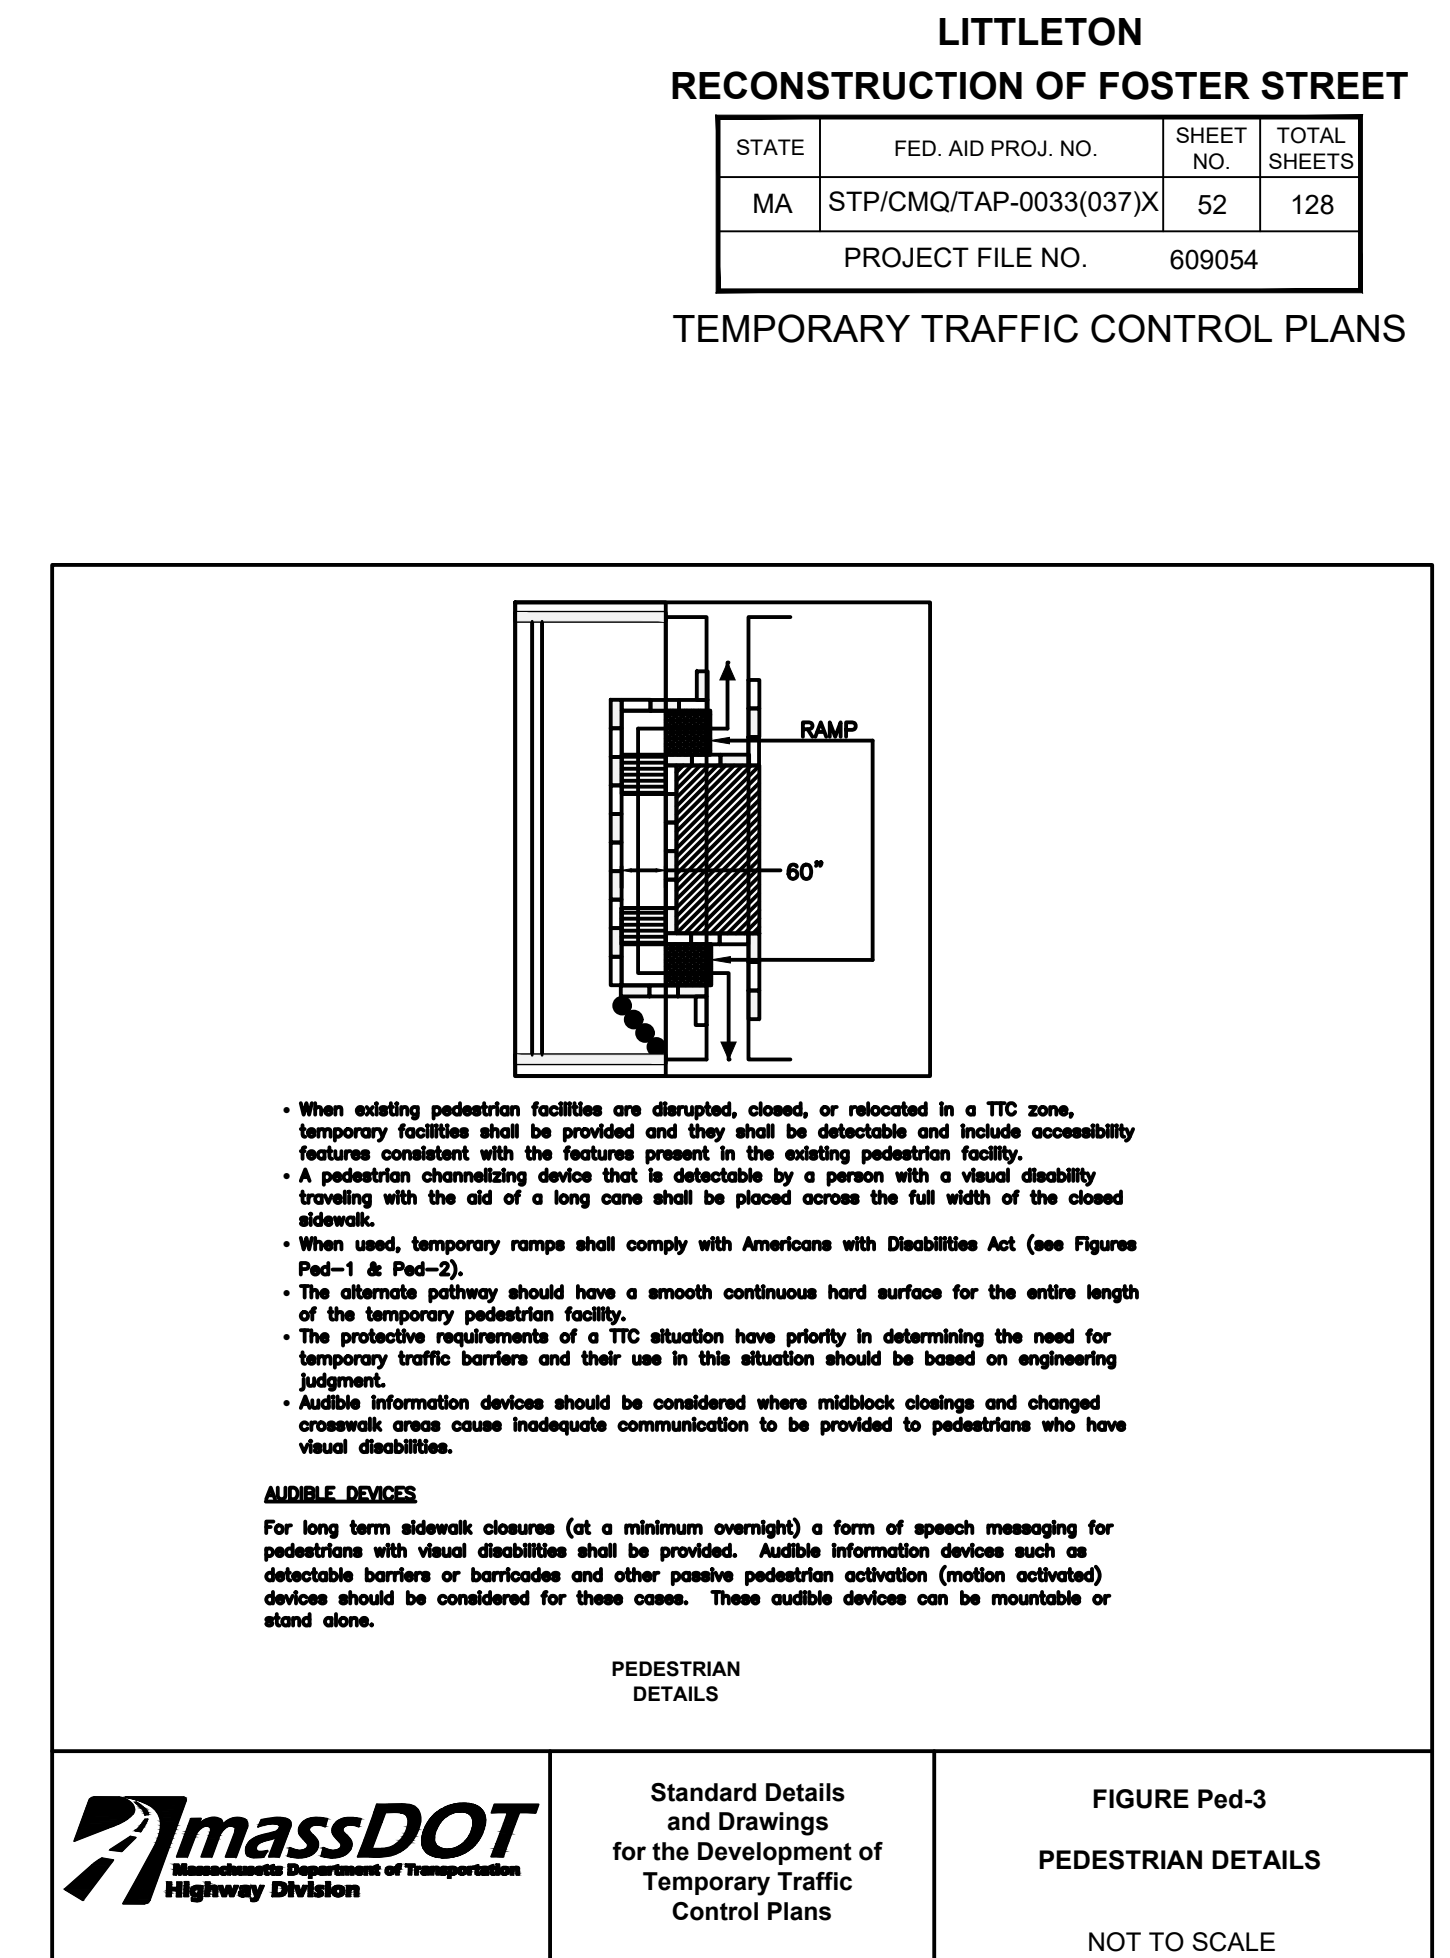 LITTLETON
RECONSTRUCTION OF FOSTER STREET
STATE FED. AID PROJ. NO. SHEET NO. TOTAL SHEETS
MA STP/CMQ/TAP-0033(037)X 52 128
PROJECT FILE NO. 609054
TEMPORARY TRAFFIC CONTROL PLANS
RAMP
60"
• When existing pedestrian facilities are disrupted, closed, or relocated in a TTC zone,
temporary facilities shall be provided and they shall be detectable and include accessibility
features consistent with the features present in the existing pedestrian facility.
• A pedestrian channelizing device that is detectable by a person with a visual disability
traveling with the aid of a long cane shall be placed across the full width of the closed
sidewalk.
• When used, temporary ramps shall comply with Americans with Disabilities Act (see Figures
Ped-1 & Ped-2).
• The alternate pathway should have a smooth continuous hard surface for the entire length
of the temporary pedestrian facility.
• The protective requirements of a TTC situation have priority in determining the need for
temporary traffic barriers and their use in this situation should be based on engineering
judgment.
• Audible information devices should be considered where midblock closings and changed
crosswalk areas cause inadequate communication to be provided to pedestrians who have
visual disabilities.
AUDIBLE DEVICES
For long term sidewalk closures (at a minimum overnight) a form of speech messaging for
pedestrians with visual disabilities shall be provided. Audible information devices such as
detectable barriers or barricades and other passive pedestrian activation (motion activated)
devices should be considered for these cases. These audible devices can be mountable or
stand alone.
PEDESTRIAN
DETAILS
massDOT
Massachusetts Department of Transportation
Highway Division
Standard Details
and Drawings
for the Development of
Temporary Traffic
Control Plans
FIGURE Ped-3
PEDESTRIAN DETAILS
NOT TO SCALE